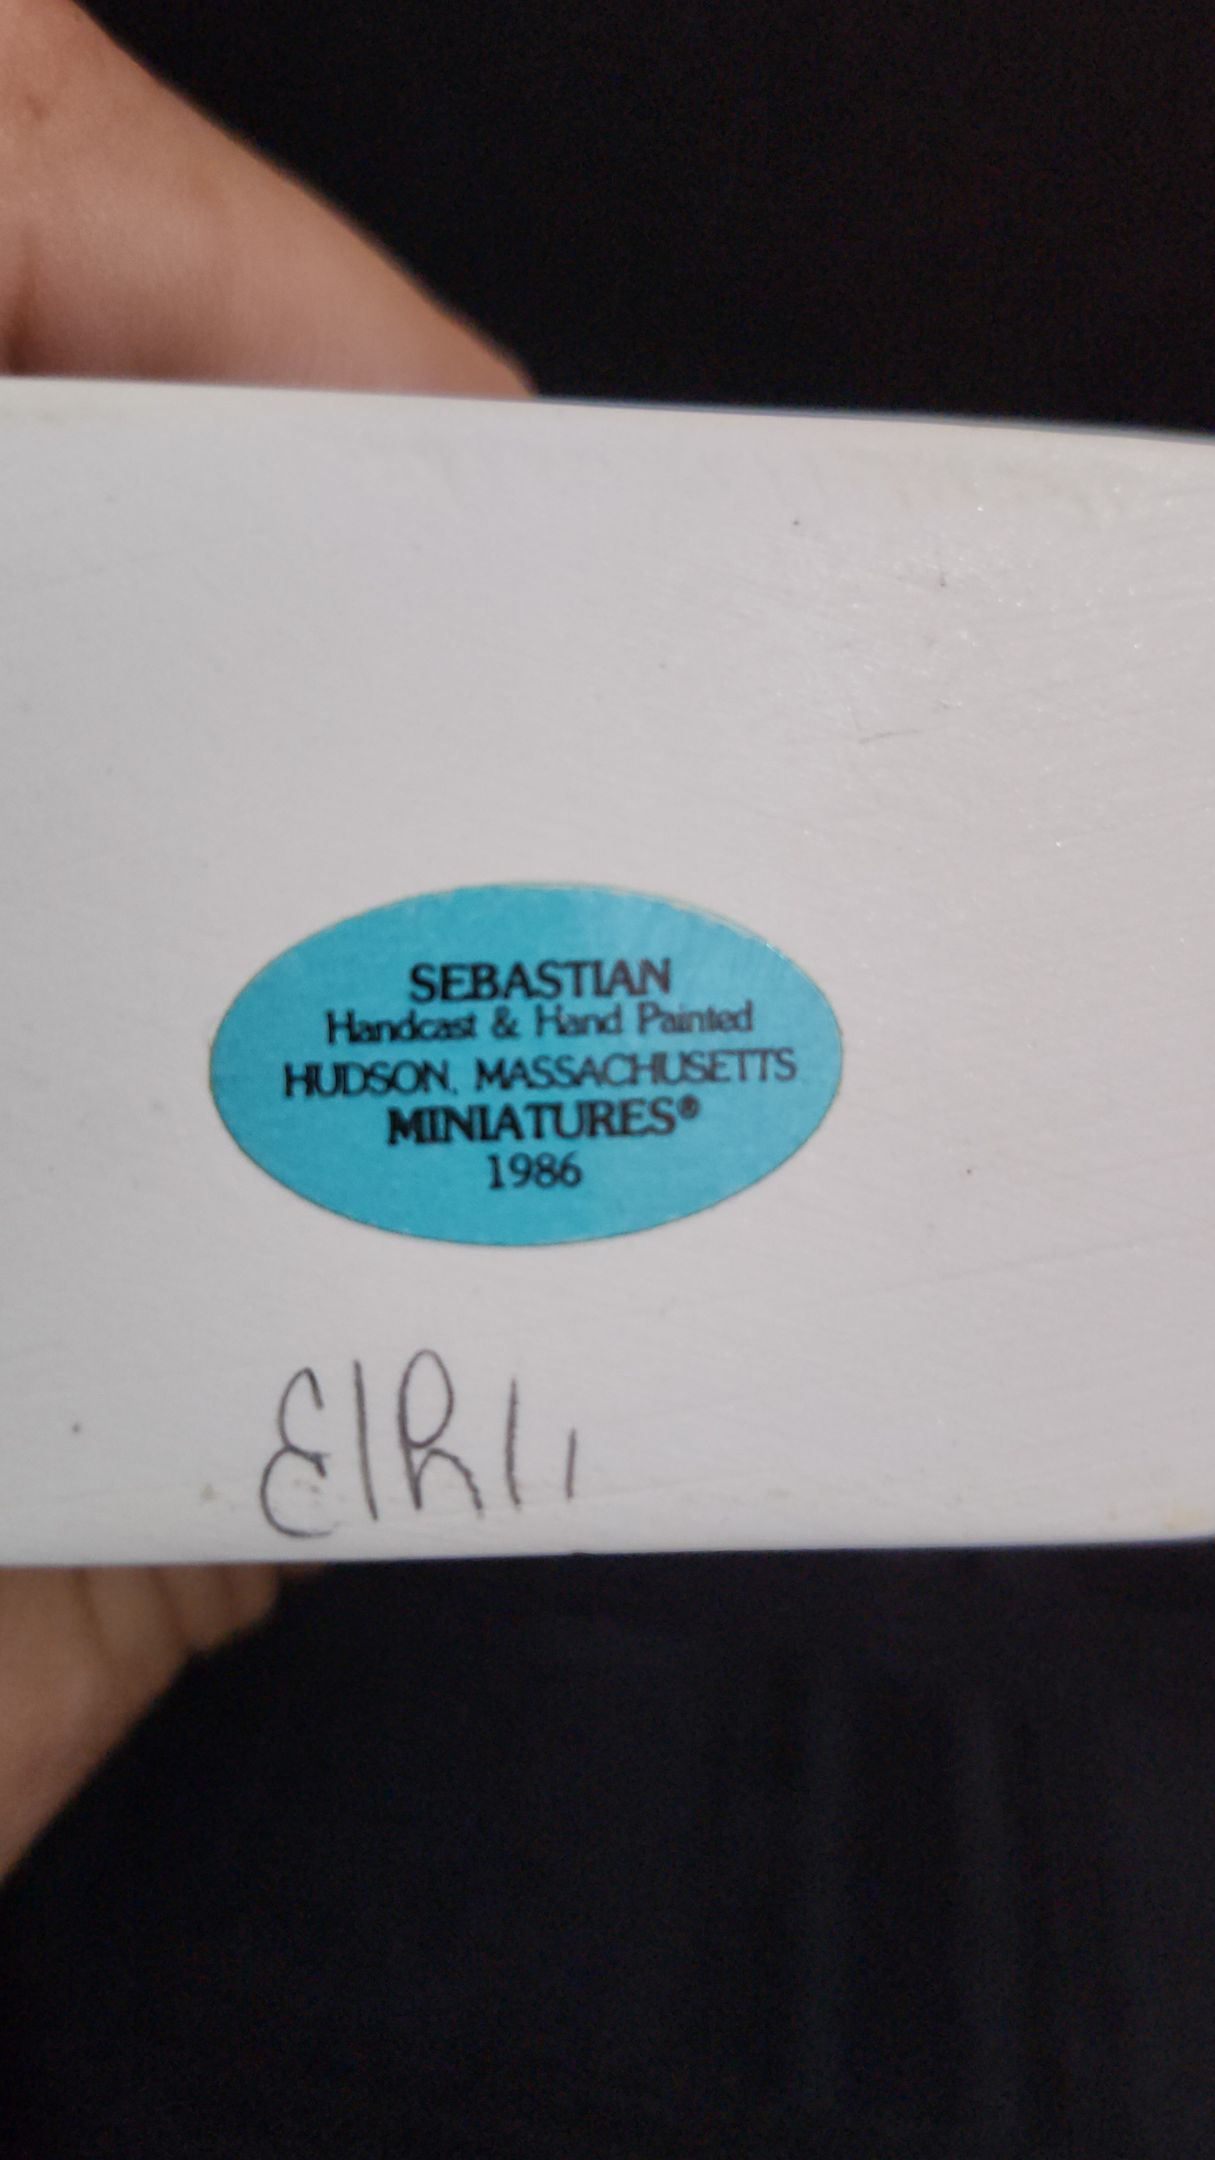 SEBASTIAN
Handcast & Hand Painted
HUDSON, MASSACHUSETTS
MINIATURES®
1986